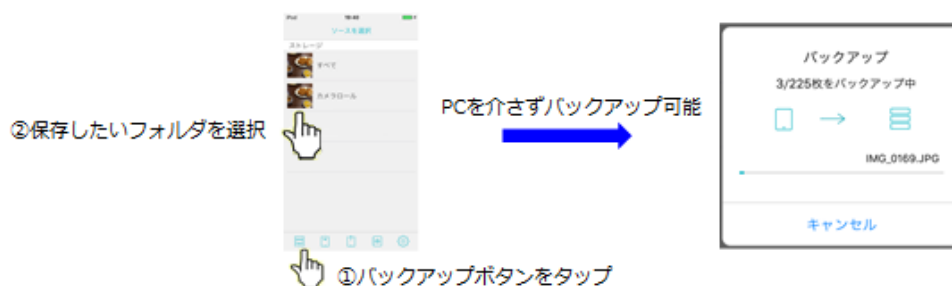 iPod 18:40
ソースを選択
ストレージ
すべて
カメラロール
②保存したいフォルダを選択
①バックアップボタンをタップ
PCを介さずバックアップ可能
バックアップ
3/225枚をバックアップ中
IMG_0169.JPG
キャンセル